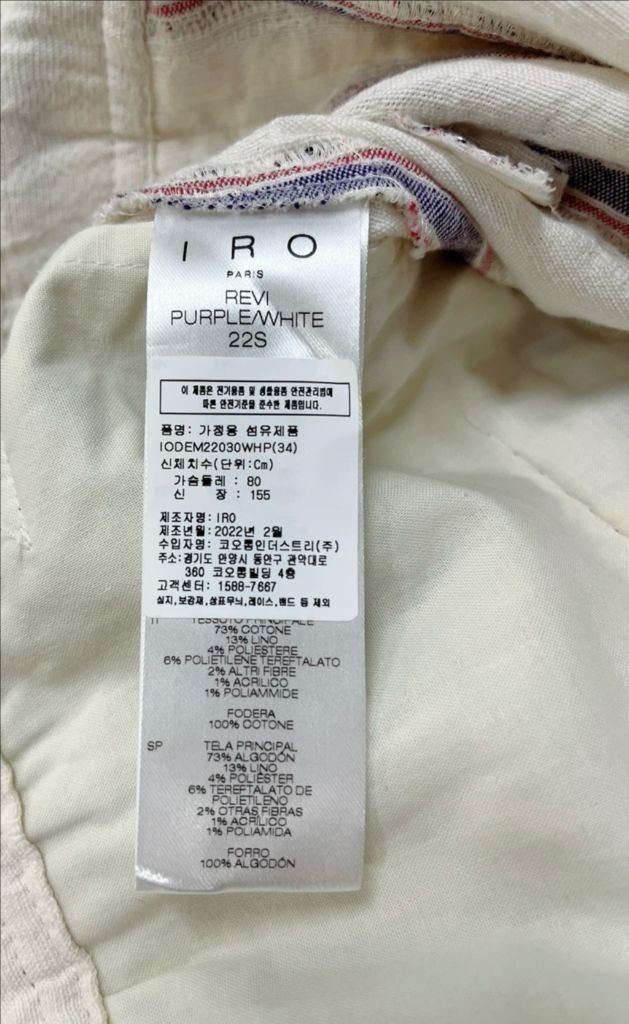 IRO
PARIS
REVI
PURPLE/WHITE
22S
이 제품은 전기용품 및 생활용품 안전관리법에
따른 안전기준을 준수한 제품입니다.
품명: 가정용 섬유제품
IODEM22030WHP(34)
신체치수(단위:Cm)
가슴둘레 : 80
신 장 : 155
제조자명: IRO
제조년월: 2022년 2월
수입자명: 코오롱인더스트리(주)
주소:경기도 안양시 동안구 관악대로
360 코오롱빌딩 4층
고객센터: 1588-7667
실지,보강재,상표무늬,레이스,밴드 등 제외
IT TESSUTO PRINCIPALE
73% COTONE
13% LINO
4% POLIESTERE
6% POLIETILENE TEREFTALATO
2% ALTRI FIBRE
1% ACRILICO
1% POLIAMMIDE
FODERA
100% COTONE
SP TELA PRINCIPAL
73% ALGODÓN
13% LINO
4% POLIÉSTER
6% TEREFTALATO DE
POLIETILENO
2% OTRAS FIBRAS
1% ACRÍLICO
1% POLIAMIDA
FORRO
100% ALGODÓN